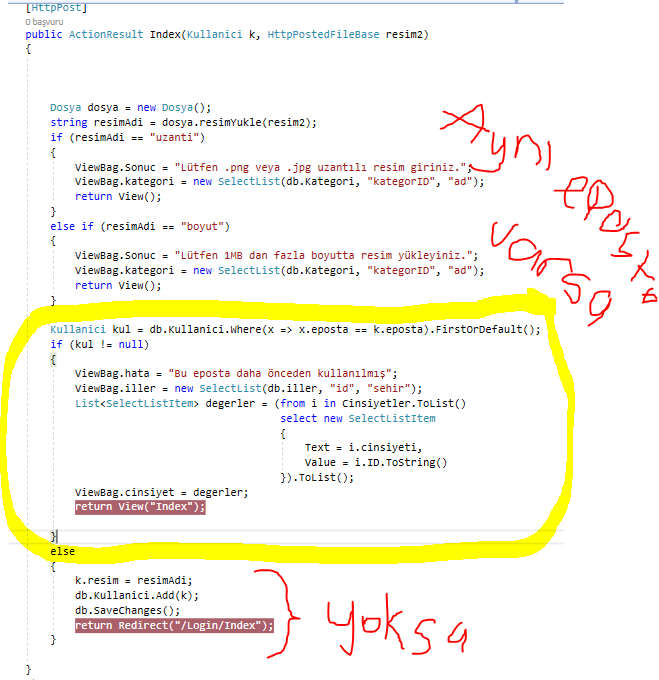 [HttpPost]
0 başvuru
public ActionResult Index(Kullanici k, HttpPostedFileBase resim2)
{
Dosya dosya = new Dosya();
string resimAdi = dosya.resimYukle(resim2);
if (resimAdi == "uzanti")
{
ViewBag.Sonuc = "Lütfen .png veya .jpg uzantılı resim giriniz.";
ViewBag.kategori = new SelectList(db.Kategori, "kategorID", "ad");
return View();
}
else if (resimAdi == "boyut")
{
ViewBag.Sonuc = "Lütfen 1MB dan fazla boyutta resim yükleyiniz.";
ViewBag.kategori = new SelectList(db.Kategori, "kategorID", "ad");
return View();
}
Aynı
eposta
varsa
Kullanici kul = db.Kullanici.Where(x => x.eposta == k.eposta).FirstOrDefault();
if (kul != null)
{
ViewBag.hata = "Bu eposta daha önceden kullanılmış";
ViewBag.iller = new SelectList(db.iller, "id", "sehir");
List<SelectListItem> degerler = (from i in Cinsiyetler.ToList()
select new SelectListItem
{
Text = i.cinsiyeti,
Value = i.ID.ToString()
}).ToList();
ViewBag.cinsiyet = degerler;
return View("Index");
}
else
{
k.resim = resimAdi;
db.Kullanici.Add(k);
db.SaveChanges();
return Redirect("/Login/Index");
}
yoksa
}